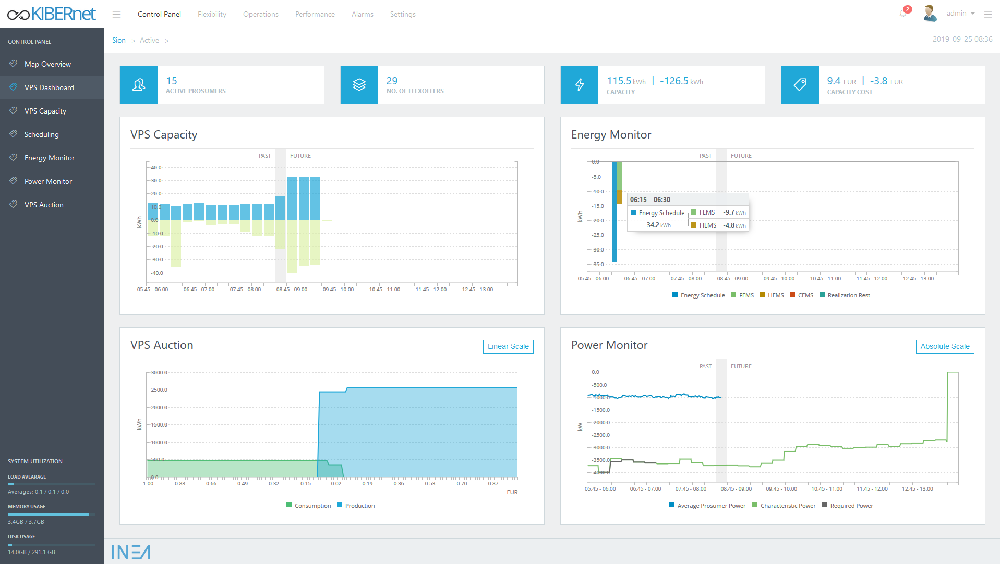 KIBERnet
Control Panel Flexibility Operations Performance Alarms Settings
2
admin
CONTROL PANEL
Map Overview
VPS Dashboard
VPS Capacity
Scheduling
Energy Monitor
Power Monitor
VPS Auction
SYSTEM UTILIZATION
LOAD AVEARAGE
Averages: 0.1 / 0.1 / 0.0
MEMORY USAGE
3.4GB / 3.7GB
DISK USAGE
14.0GB / 291.1 GB
Sion > Active >
2019-09-25 08:36
15
ACTIVE PROSUMERS
29
NO. OF FLEXOFFERS
115.5 kWh | -126.5 kWh
CAPACITY
9.4 EUR | -3.8 EUR
CAPACITY COST
VPS Capacity
PAST FUTURE
40.0
30.0
20.0
10.0
0.0
-10.0
-20.0
-30.0
-40.0
kWh
05:45 - 06:00 06:45 - 07:00 07:45 - 08:00 08:45 - 09:00 09:45 - 10:00 10:45 - 11:00 11:45 - 12:00 12:45 - 13:00
Energy Monitor
PAST FUTURE
0.0
-5.0
-10.0
-15.0
-20.0
-25.0
-30.0
-35.0
kWh
06:15 - 06:30
Energy Schedule FEMS -9.7 kWh
-34.2 kWh HEMS -4.8 kWh
05:45 - 06:00 06:45 - 07:00 07:45 - 08:00 08:45 - 09:00 09:45 - 10:00 10:45 - 11:00 11:45 - 12:00 12:45 - 13:00
Energy Schedule FEMS HEMS CEMS Realization Rest
VPS Auction
Linear Scale
3000.0
2500.0
2000.0
1500.0
1000.0
500.0
0.0
kWh
-1.00 -0.83 -0.66 -0.49 -0.32 -0.15 0.02 0.19 0.36 0.53 0.70 0.87
EUR
Consumption Production
Power Monitor
Absolute Scale
PAST FUTURE
0.0
-500.0
-1000.0
-1500.0
-2000.0
-2500.0
-3000.0
-3500.0
-4000.0
kW
05:45 - 06:00 06:45 - 07:00 07:45 - 08:00 08:45 - 09:00 09:45 - 10:00 10:45 - 11:00 11:45 - 12:00 12:45 - 13:00
Average Prosumer Power Characteristic Power Required Power
INEA